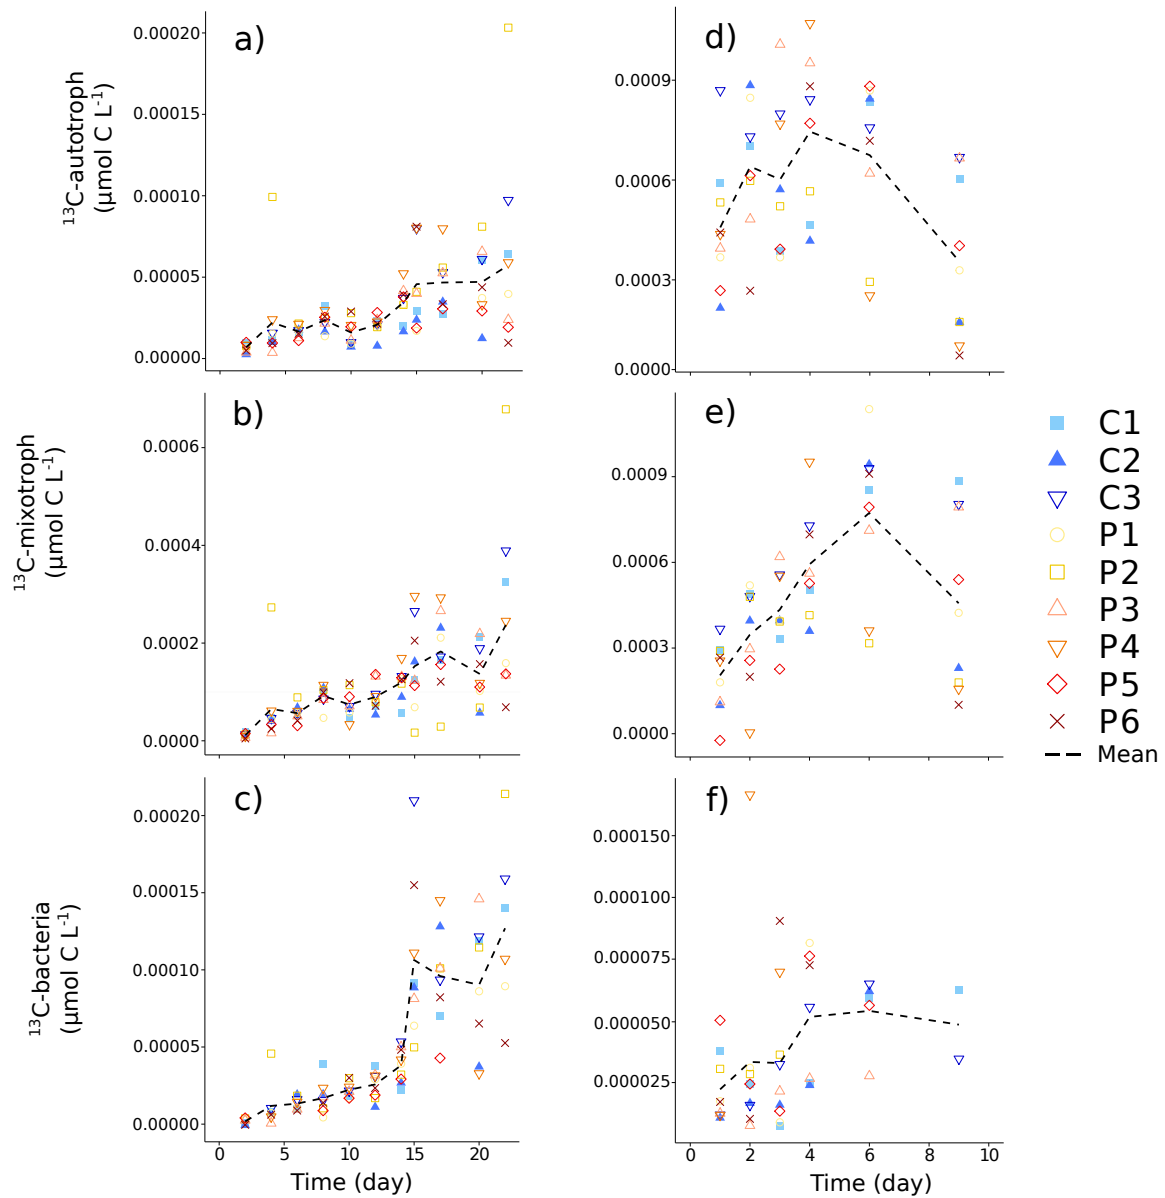 a)
0.00020
0.00015
0.00010
0.00005
0.00000
13C-autotroph
(µmol C L-1)
d)
0.0009
0.0006
0.0003
0.0000
b)
0.0006
0.0004
0.0002
0.0000
13C-mixotroph
(µmol C L-1)
e)
0.0009
0.0006
0.0003
0.0000
C1
C2
C3
P1
P2
P3
P4
P5
P6
Mean
c)
0.00020
0.00015
0.00010
0.00005
0.00000
13C-bacteria
(µmol C L-1)
0 5 10 15 20
Time (day)
f)
0.000150
0.000100
0.000075
0.000050
0.000025
0 2 4 6 8 10
Time (day)